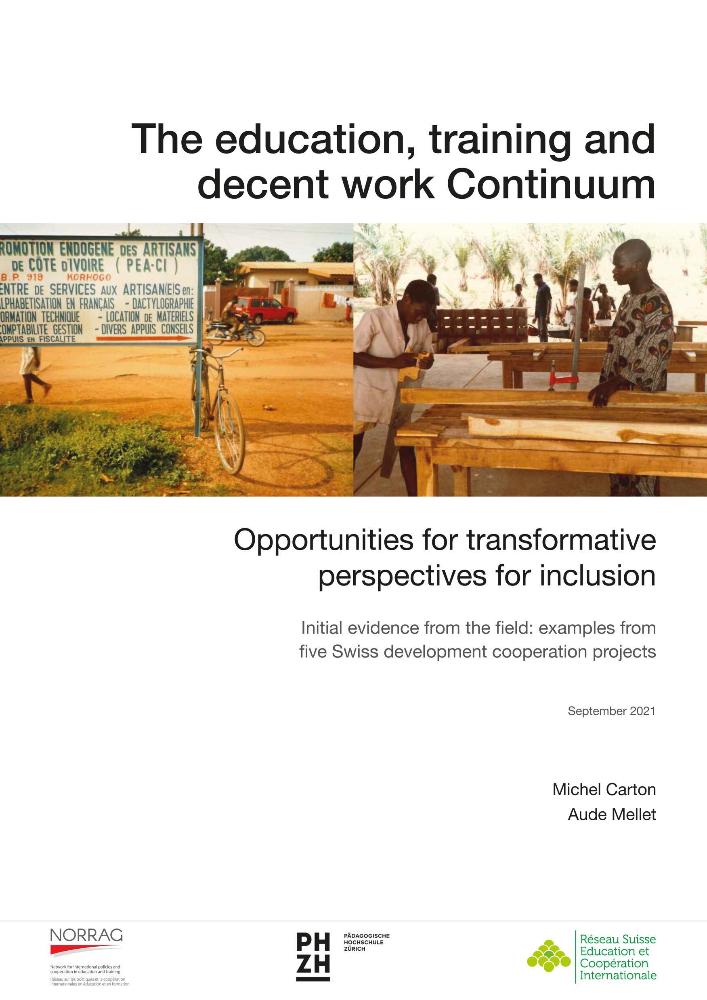 The education, training and
decent work Continuum
ROMOTION ENDOGENE DES ARTISANS
DE CÔTE D'IVOIRE ( PEA-CI )
B.P. 919 KORHOGO
ENTRE DE SERVICES AUX ARTISAN(E)S en:
LPHABETISATION EN FRANÇAIS - DACTYLOGRAPHIE
ORMATION TECHNIQUE - LOCATION DE MATERIELS
COMPTABILITE GESTION - DIVERS APPUIS CONSEILS
APPUIS EN FISCALITE
Opportunities for transformative
perspectives for inclusion
Initial evidence from the field: examples from
five Swiss development cooperation projects
September 2021
Michel Carton
Aude Mellet
NORRAG
Network for international policies and
cooperation in education and training
Réseau sur les politiques et la coopération
internationales en éducation et en formation
PH
ZH
PÄDAGOGISCHE
HOCHSCHULE
ZÜRICH
Réseau Suisse
Education et
Coopération
Internationale